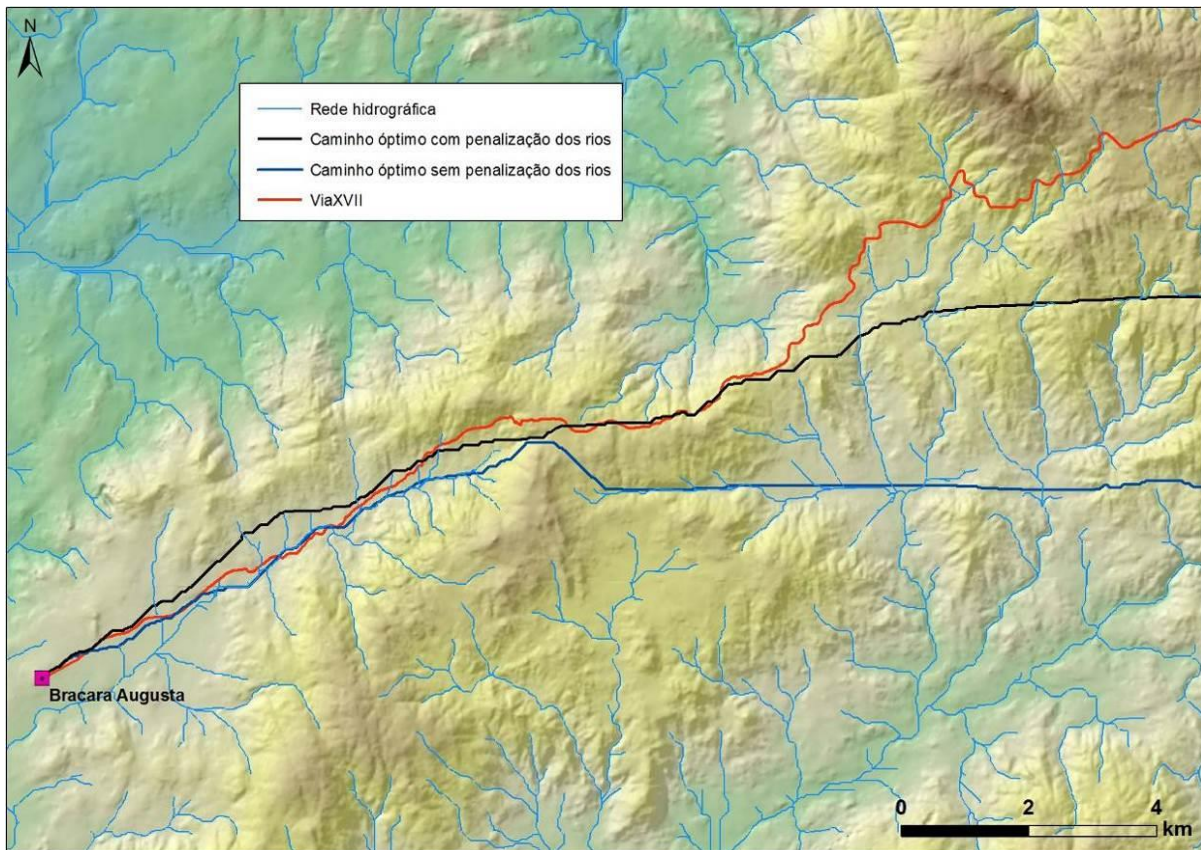 N
Rede hidrográfica
Caminho óptimo com penalização dos rios
Caminho óptimo sem penalização dos rios
ViaXVII
Bracara Augusta
0 2 4
km